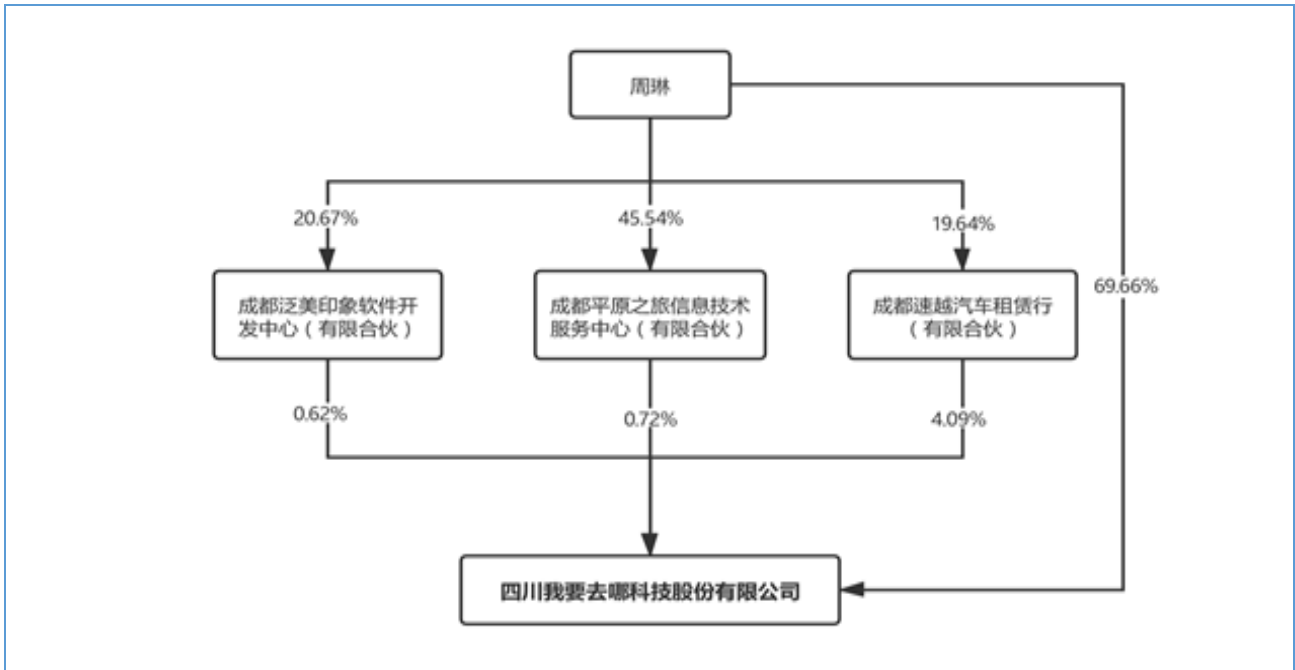 周琳
20.67%
45.54%
19.64%
69.66%
成都泛美印象软件开
发中心（有限合伙）
成都平原之旅信息技术
服务中心（有限合伙）
成都速越汽车租赁行
（有限合伙）
0.62%
0.72%
4.09%
四川我要去哪科技股份有限公司